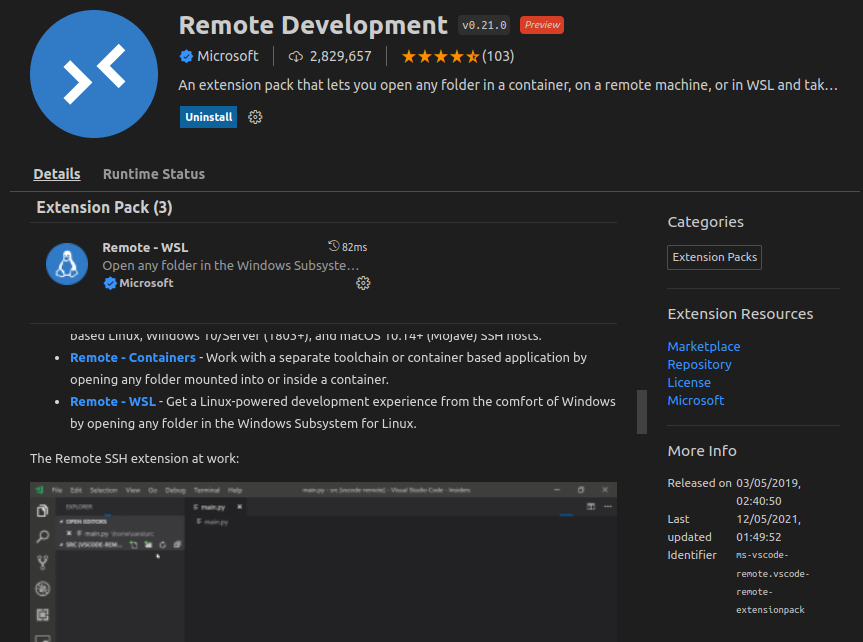 Remote Development v0.21.0 Preview
Microsoft 2,829,657 (103)
An extension pack that lets you open any folder in a container, on a remote machine, or in WSL and tak…
Uninstall
Details Runtime Status
Extension Pack (3)
Remote - WSL 82ms
Open any folder in the Windows Subsyste…
Microsoft
based Linux, Windows 10/Server (1803+), and macOS 10.14+ (Mojave) SSH hosts.
• Remote - Containers - Work with a separate toolchain or container based application by
opening any folder mounted into or inside a container.
• Remote - WSL - Get a Linux-powered development experience from the comfort of Windows
by opening any folder in the Windows Subsystem for Linux.
The Remote SSH extension at work:
File Edit Selection View Go Debug Terminal Help main.py - src [vscode-remote] - Visual Studio Code - Insiders
EXPLORER main.py
OPEN EDITORS main.py
main.py
SRC [VSCODE-REM...
Categories
Extension Packs
Extension Resources
Marketplace
Repository
License
Microsoft
More Info
Released on 03/05/2019,
02:40:50
Last 12/05/2021,
updated 01:49:52
Identifier ms-vscode-
remote.vscode-
remote-
extensionpack